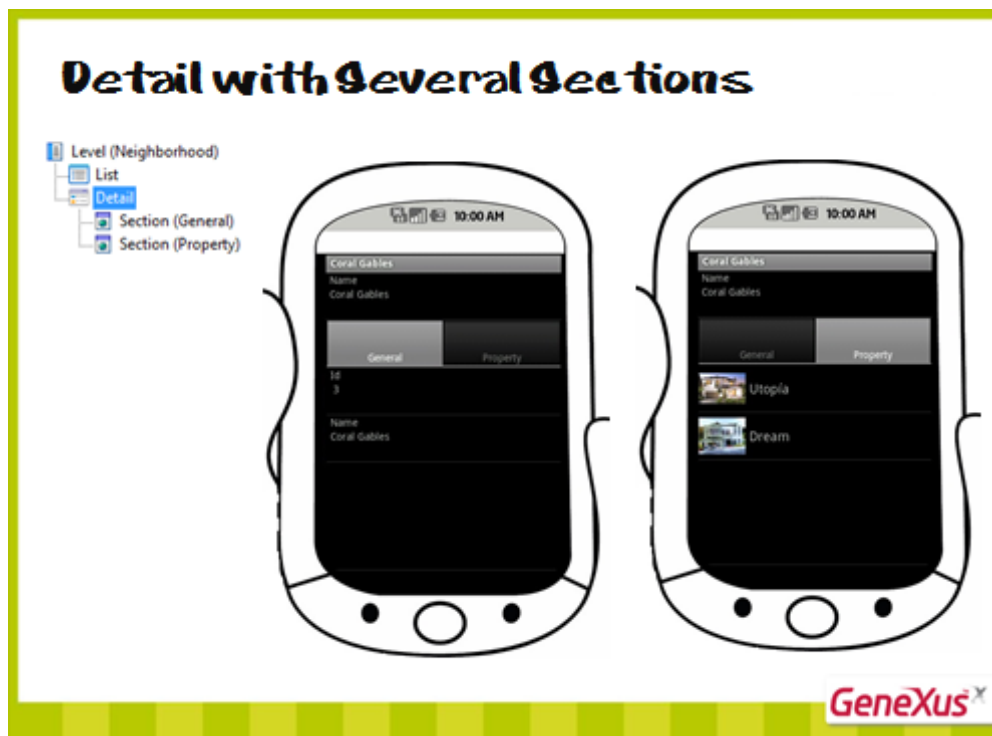 Detail with Several Sections
Level (Neighborhood)
List
Detail
Section (General)
Section (Property)
10:00 AM
Coral Gables
Name
Coral Gables
General Property
Id
3
Name
Coral Gables
10:00 AM
Coral Gables
Name
Coral Gables
General Property
Utopía
Dream
GeneXus X